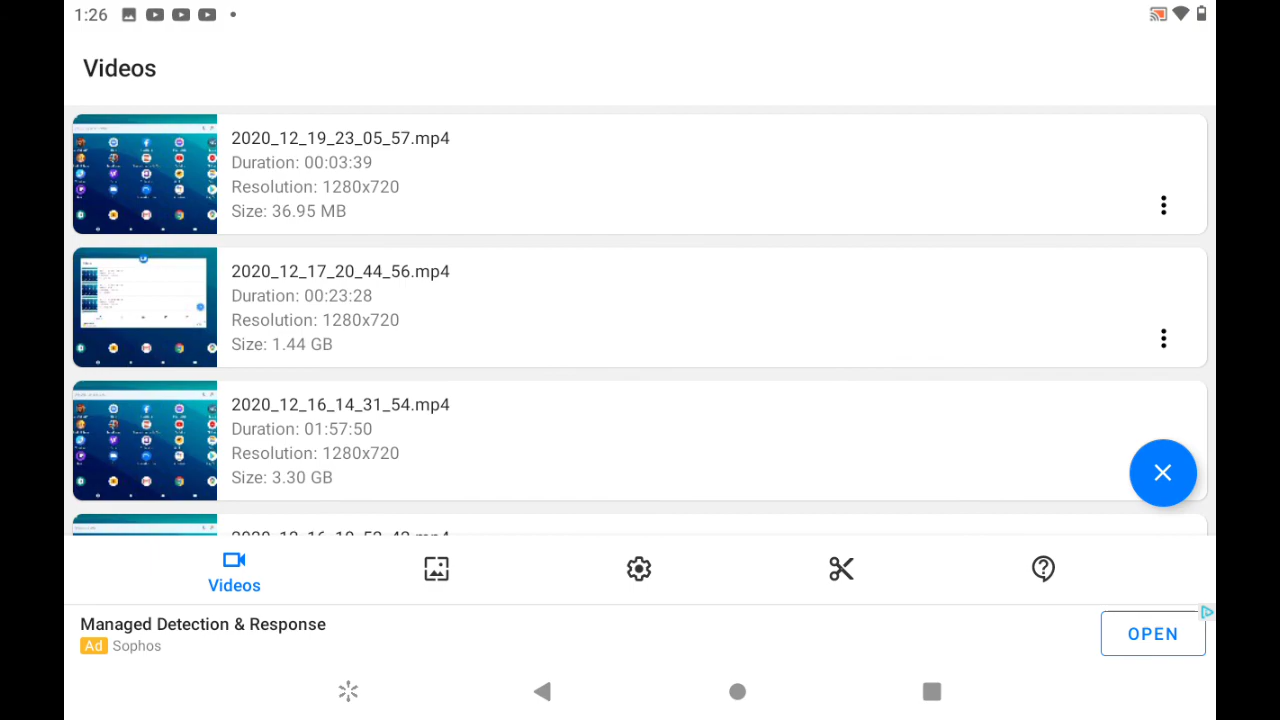 1:26
Videos
2020_12_19_23_05_57.mp4
Duration: 00:03:39
Resolution: 1280x720
Size: 36.95 MB
2020_12_17_20_44_56.mp4
Duration: 00:23:28
Resolution: 1280x720
Size: 1.44 GB
2020_12_16_14_31_54.mp4
Duration: 01:57:50
Resolution: 1280x720
Size: 3.30 GB
Videos
Managed Detection & Response
Ad Sophos
OPEN